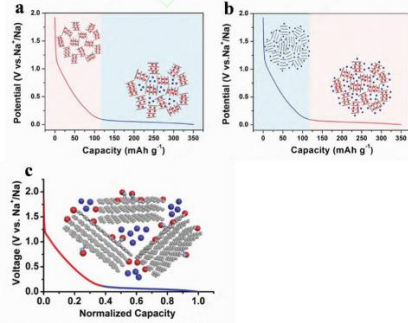 a
b
Potential (V vs.Na⁺/Na)
2.0
1.5
1.0
0.5
0.0
0 50 100 150 200 250 300 350
Capacity (mAh g⁻¹)
Potential (V vs.Na⁺/Na)
2.0
1.5
1.0
0.5
0.0
0 50 100 150 200 250 300 350
Capacity (mAh g⁻¹)
c
Voltage (V vs. Na⁺/Na)
2.0
1.5
1.0
0.5
0.0
0.0 0.2 0.4 0.6 0.8 1.0
Normalized Capacity